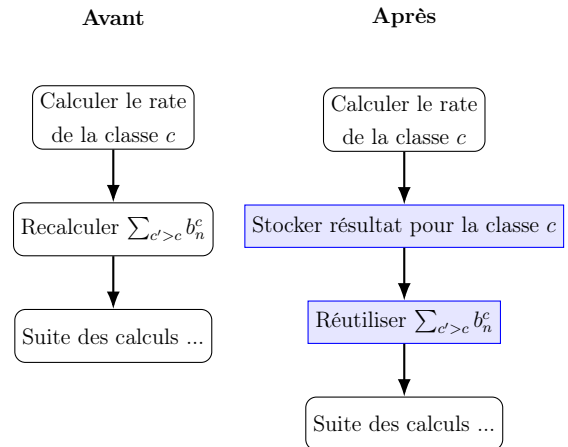 Avant
Calculer le rate
de la classe c
Recalculer ∑_{c'>c} b_n^c
Suite des calculs ...
Après
Calculer le rate
de la classe c
Stocker résultat pour la classe c
Réutiliser ∑_{c'>c} b_n^c
Suite des calculs ...